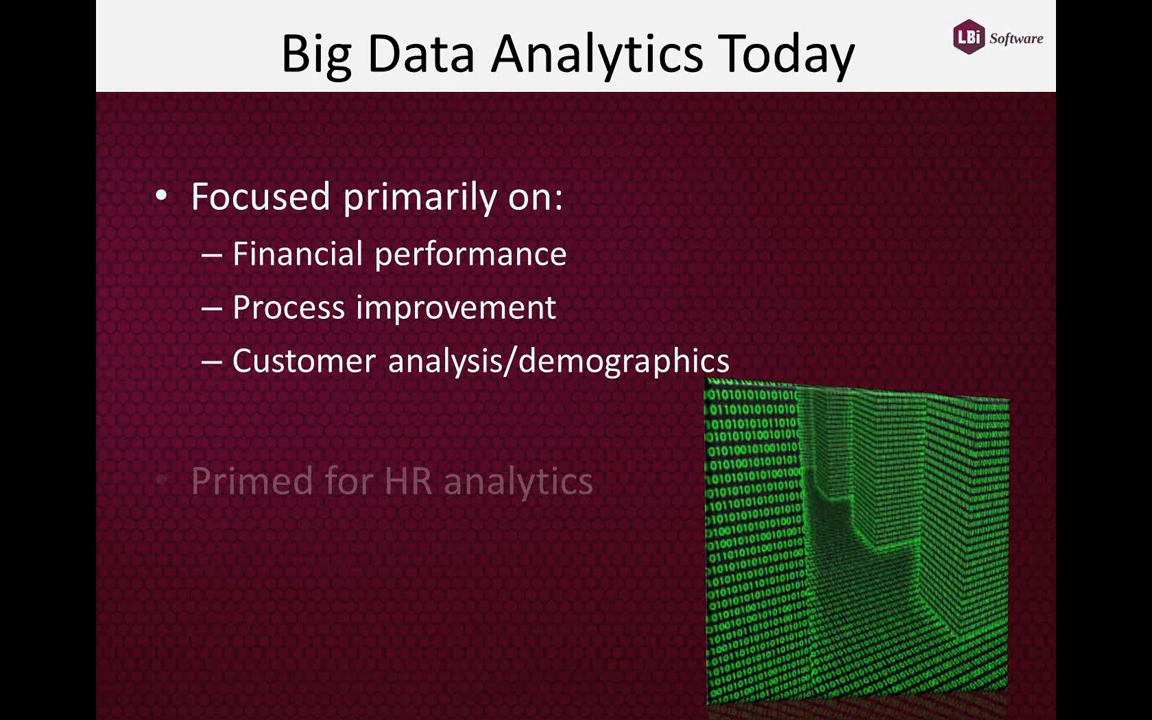 Big Data Analytics Today
LBi Software
• Focused primarily on:
– Financial performance
– Process improvement
– Customer analysis/demographics
• Primed for HR analytics